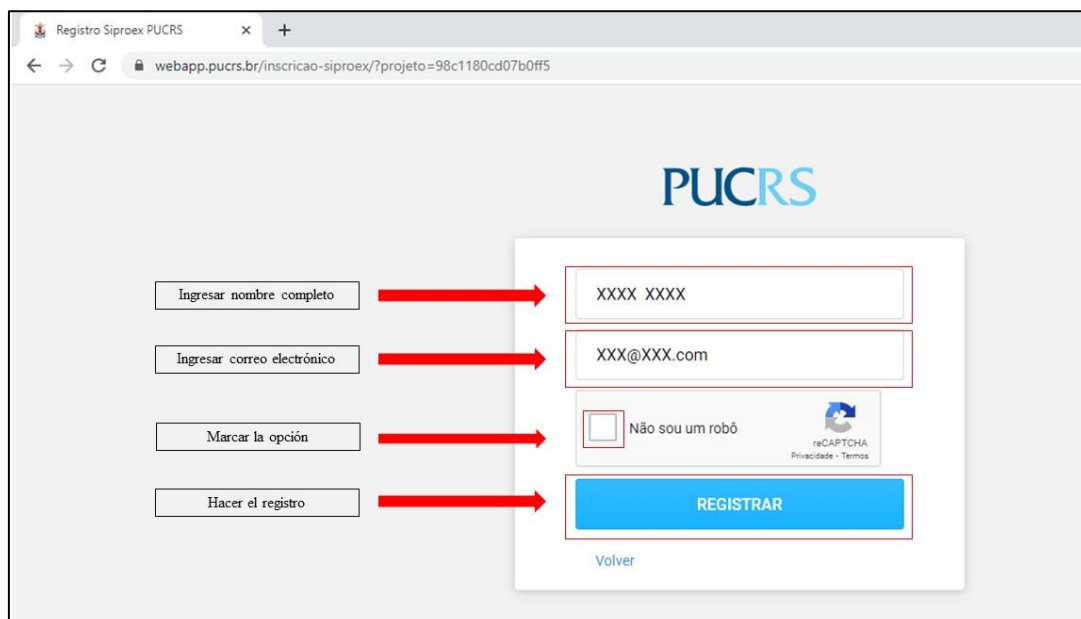 Registro Siproex PUCRS
webapp.pucrs.br/inscricao-siproex/?projeto=98c1180cd07b0ff5
PUCRS
Ingresar nombre completo
XXXX XXXX
Ingresar correo electrónico
XXX@XXX.com
Marcar la opción
Não sou um robô
reCAPTCHA
Privacidade - Termos
Hacer el registro
REGISTRAR
Volver